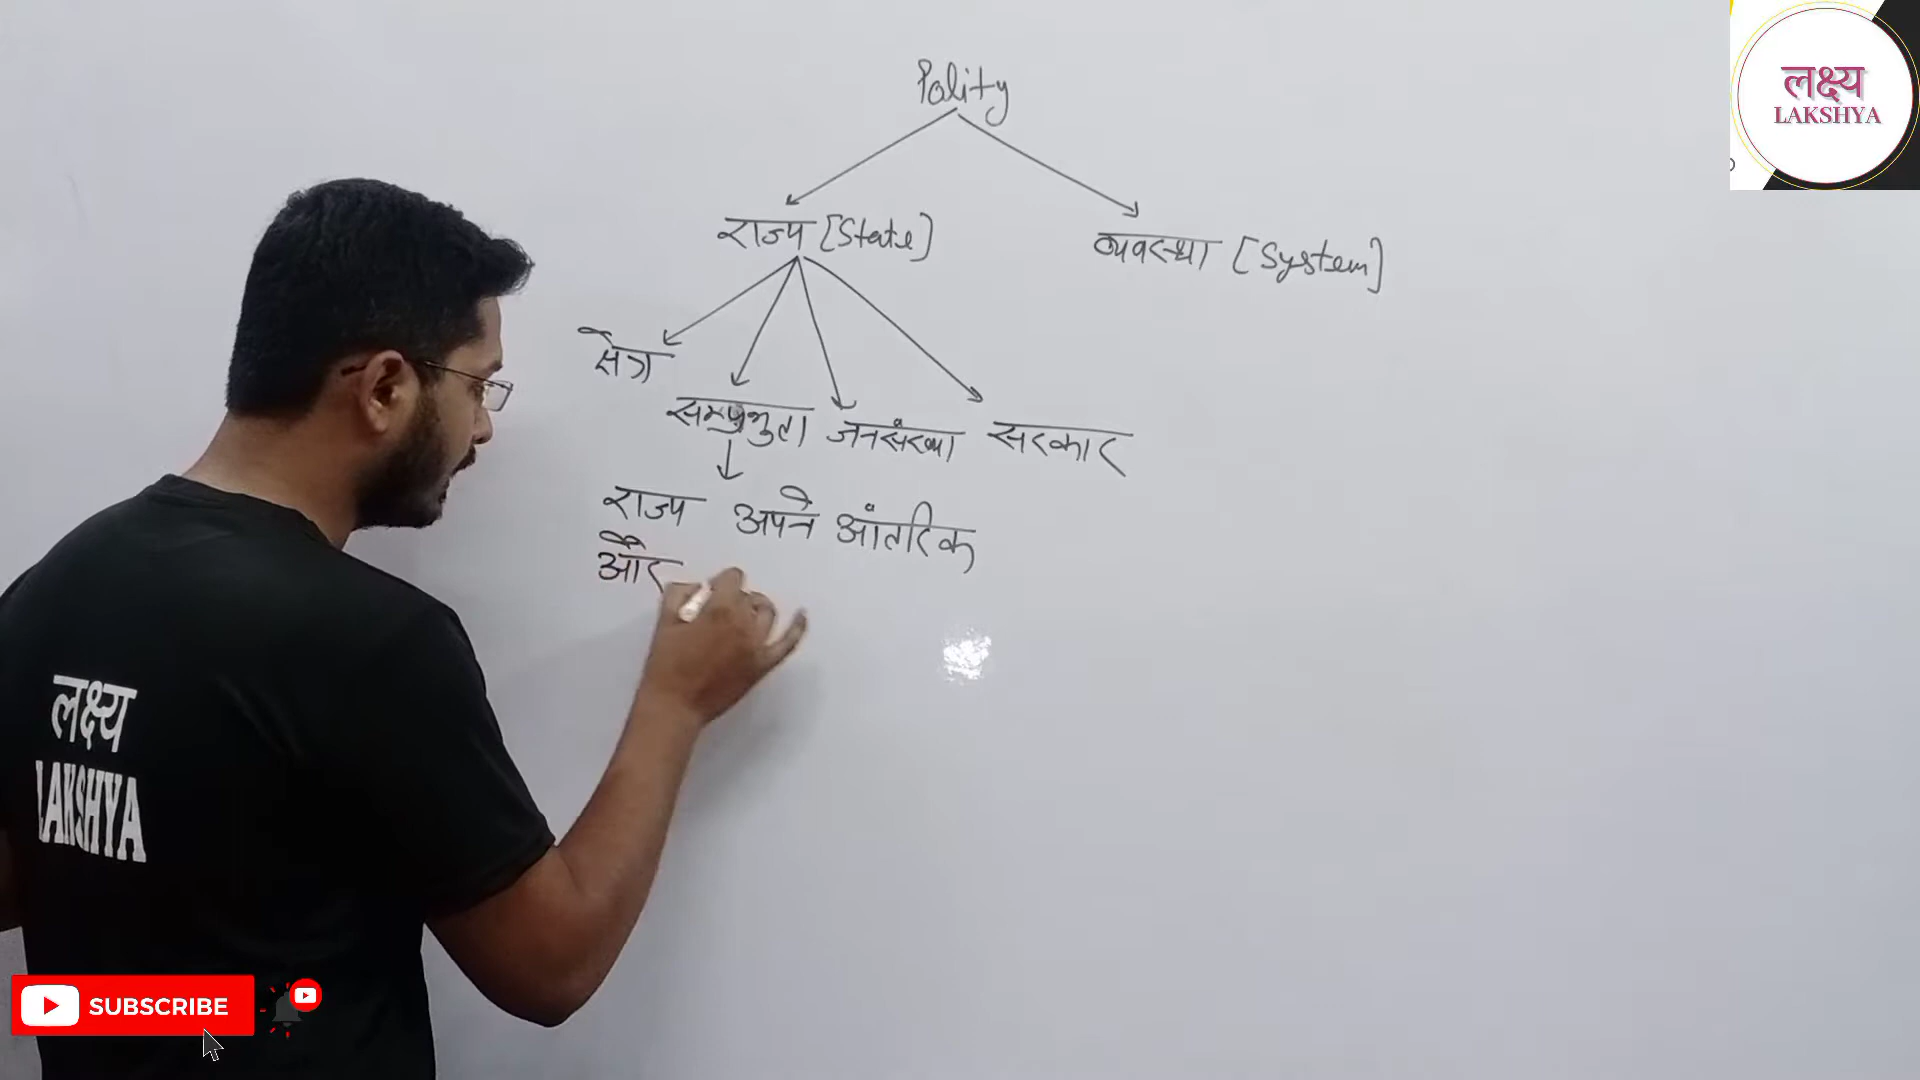 Polity
राज्य [State]
व्यवस्था [System]
क्षेत्र
सम्प्रभुता
जनसंख्या
सरकार
राज्य अपने आंतरिक
और
लक्ष्य
LAKSHYA
लक्ष्य
LAKSHYA
SUBSCRIBE